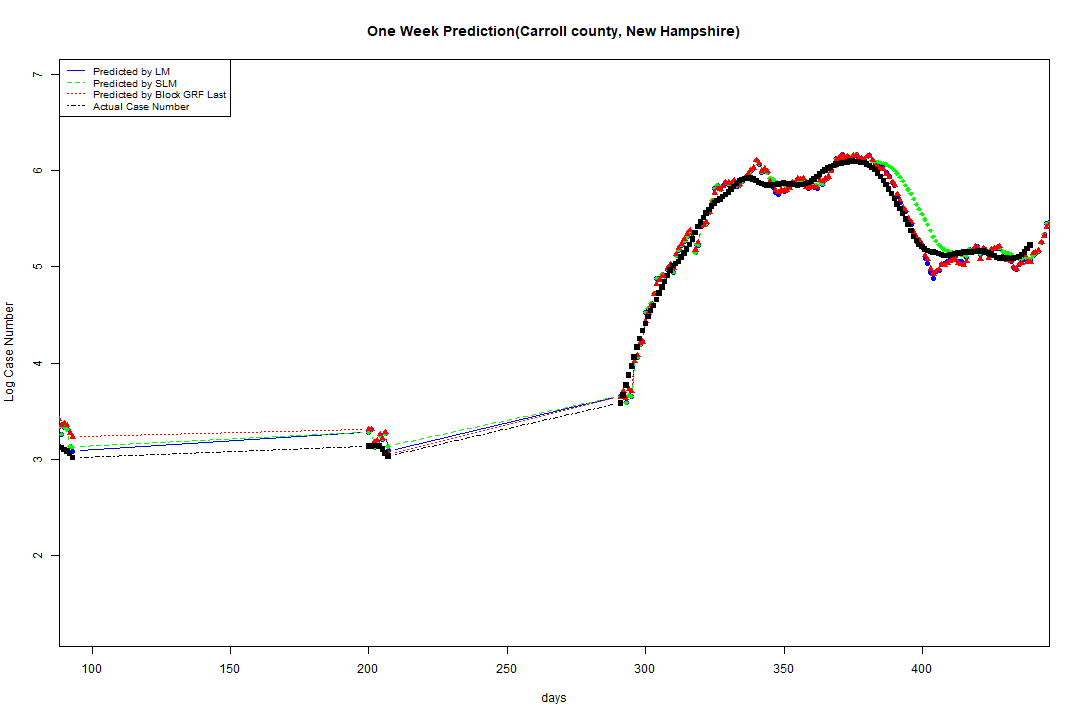 One Week Prediction(Carroll county, New Hampshire)
Predicted by LM
Predicted by SLM
Predicted by Block GRF Last
Actual Case Number
7
6
5
4
3
2
Log Case Number
100 150 200 250 300 350 400
days